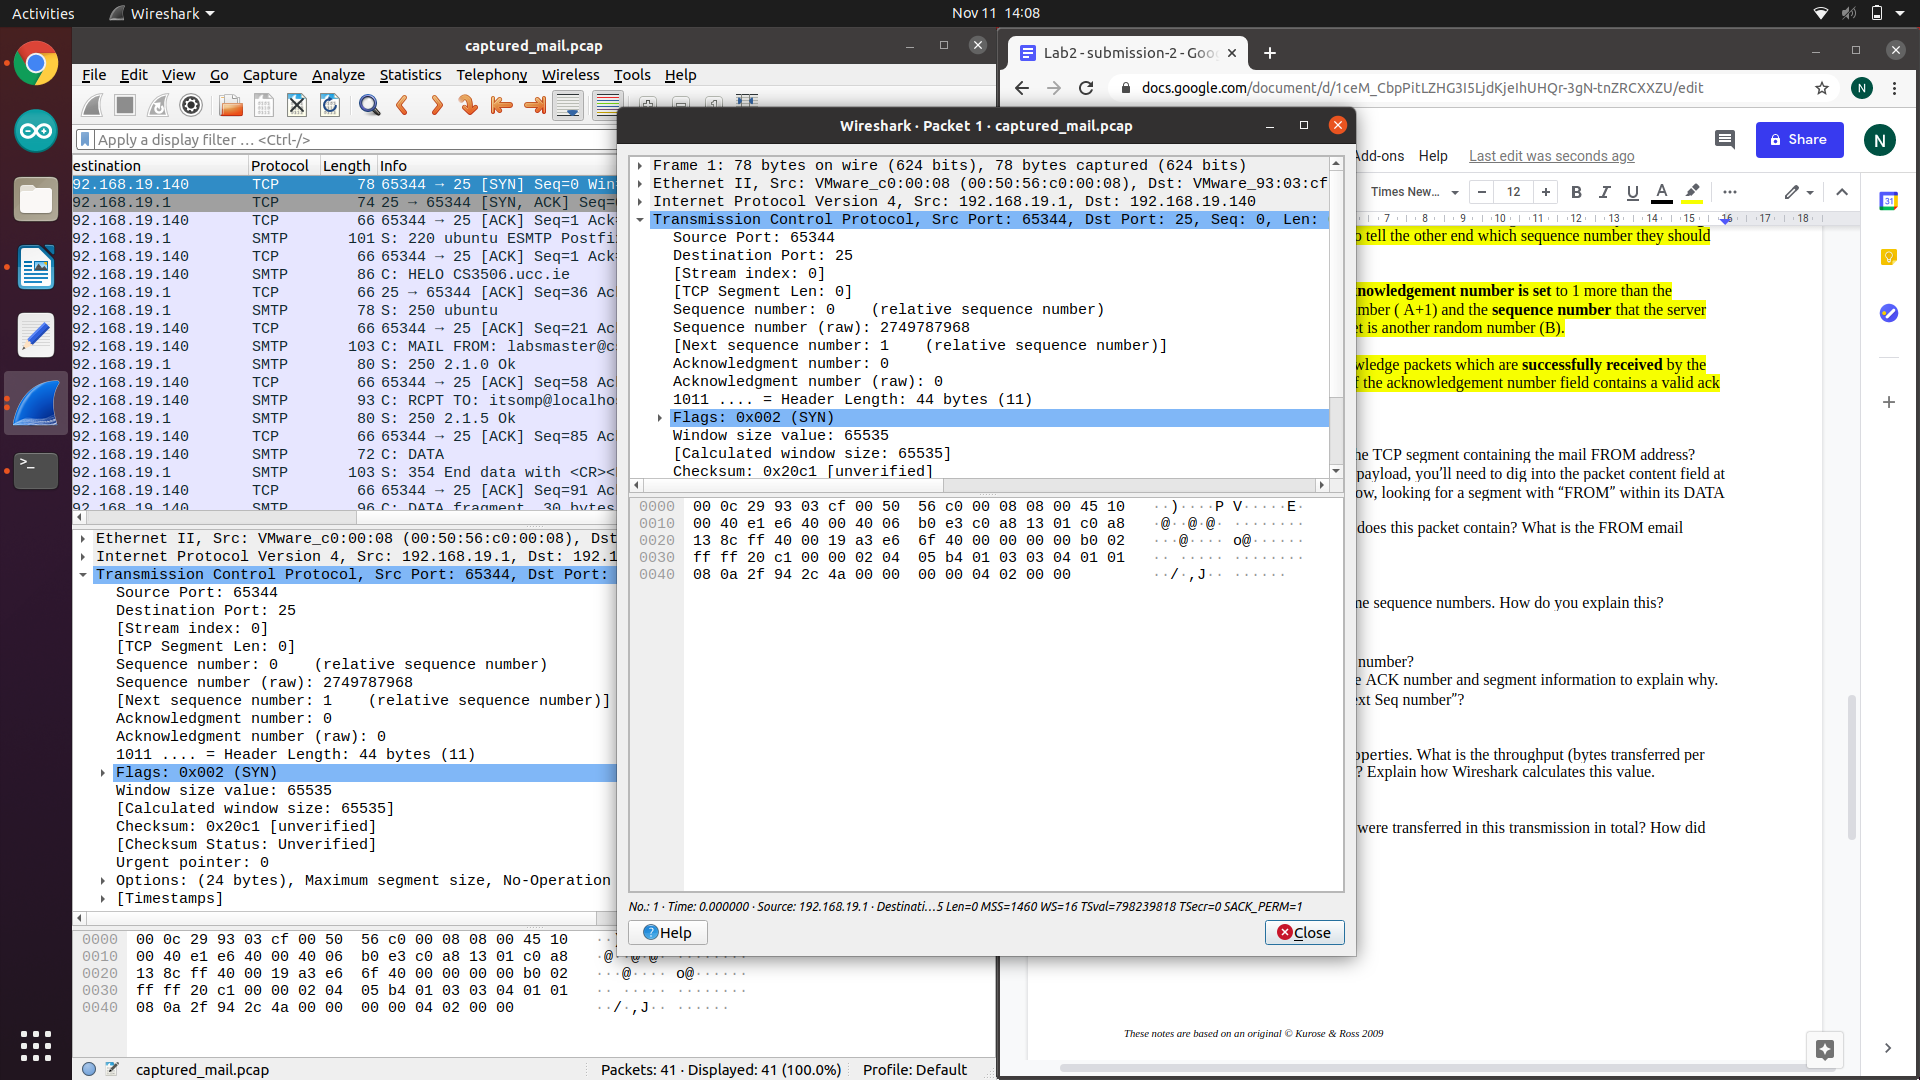 Activities
Wireshark
Nov 11 14:08
captured_mail.pcap
File Edit View Go Capture Analyze Statistics Telephony Wireless Tools Help
Apply a display filter … <Ctrl-/>
estination Protocol Length Info
92.168.19.140 TCP 78 65344 → 25 [SYN] Seq=0 Win=
92.168.19.1 TCP 74 25 → 65344 [SYN, ACK] Seq=
92.168.19.140 TCP 66 65344 → 25 [ACK] Seq=1 Ack=
92.168.19.1 SMTP 101 S: 220 ubuntu ESMTP Postfi
92.168.19.140 TCP 66 65344 → 25 [ACK] Seq=1 Ack=
92.168.19.140 SMTP 86 C: HELO CS3506.ucc.ie
92.168.19.1 TCP 66 25 → 65344 [ACK] Seq=36 Ack
92.168.19.1 SMTP 78 S: 250 ubuntu
92.168.19.140 TCP 66 65344 → 25 [ACK] Seq=21 Ac
92.168.19.140 SMTP 103 C: MAIL FROM: labsmaster@c
92.168.19.1 SMTP 80 S: 250 2.1.0 Ok
92.168.19.140 TCP 66 65344 → 25 [ACK] Seq=58 Ac
92.168.19.140 SMTP 93 C: RCPT TO: itsomp@localho
92.168.19.1 SMTP 80 S: 250 2.1.5 Ok
92.168.19.140 TCP 66 65344 → 25 [ACK] Seq=85 Ac
92.168.19.140 SMTP 72 C: DATA
92.168.19.1 SMTP 103 S: 354 End data with <CR><
92.168.19.140 TCP 66 65344 → 25 [ACK] Seq=91 Ac
92.168.19.140 SMTP 96 C: DATA fragment, 30 bytes
Ethernet II, Src: VMware_c0:00:08 (00:50:56:c0:00:08), Dst
Internet Protocol Version 4, Src: 192.168.19.1, Dst: 192.1
Transmission Control Protocol, Src Port: 65344, Dst Port:
Source Port: 65344
Destination Port: 25
[Stream index: 0]
[TCP Segment Len: 0]
Sequence number: 0 (relative sequence number)
Sequence number (raw): 2749787968
[Next sequence number: 1 (relative sequence number)]
Acknowledgment number: 0
Acknowledgment number (raw): 0
1011 .... = Header Length: 44 bytes (11)
Flags: 0x002 (SYN)
Window size value: 65535
[Calculated window size: 65535]
Checksum: 0x20c1 [unverified]
[Checksum Status: Unverified]
Urgent pointer: 0
Options: (24 bytes), Maximum segment size, No-Operation
[Timestamps]
0000 00 0c 29 93 03 cf 00 50 56 c0 00 08 08 00 45 10
0010 00 40 e1 e6 40 00 40 06 b0 e3 c0 a8 13 01 c0 a8 ·@··@·@· ········
0020 13 8c ff 40 00 19 a3 e6 6f 40 00 00 00 00 b0 02 ···@···· o@······
0030 ff ff 20 c1 00 00 02 04 05 b4 01 03 03 04 01 01 ·· ····· ········
0040 08 0a 2f 94 2c 4a 00 00 00 00 04 02 00 00 ··/·,J·· ······
captured_mail.pcap
Packets: 41 · Displayed: 41 (100.0%)
Profile: Default
Wireshark · Packet 1 · captured_mail.pcap
Frame 1: 78 bytes on wire (624 bits), 78 bytes captured (624 bits)
Ethernet II, Src: VMware_c0:00:08 (00:50:56:c0:00:08), Dst: VMware_93:03:cf
Internet Protocol Version 4, Src: 192.168.19.1, Dst: 192.168.19.140
Transmission Control Protocol, Src Port: 65344, Dst Port: 25, Seq: 0, Len:
Source Port: 65344
Destination Port: 25
[Stream index: 0]
[TCP Segment Len: 0]
Sequence number: 0 (relative sequence number)
Sequence number (raw): 2749787968
[Next sequence number: 1 (relative sequence number)]
Acknowledgment number: 0
Acknowledgment number (raw): 0
1011 .... = Header Length: 44 bytes (11)
Flags: 0x002 (SYN)
Window size value: 65535
[Calculated window size: 65535]
Checksum: 0x20c1 [unverified]
0000 00 0c 29 93 03 cf 00 50 56 c0 00 08 08 00 45 10 ··)····P V·····E·
0010 00 40 e1 e6 40 00 40 06 b0 e3 c0 a8 13 01 c0 a8 ·@··@·@· ········
0020 13 8c ff 40 00 19 a3 e6 6f 40 00 00 00 00 b0 02 ···@···· o@······
0030 ff ff 20 c1 00 00 02 04 05 b4 01 03 03 04 01 01 ·· ····· ········
0040 08 0a 2f 94 2c 4a 00 00 00 00 04 02 00 00 ··/·,J·· ······
No.: 1 · Time: 0.000000 · Source: 192.168.19.1 · Destinati…5 Len=0 MSS=1460 WS=16 TSval=798239818 TSecr=0 SACK_PERM=1
Help
Close
Lab2 - submission-2 - Goo
docs.google.com/document/d/1ceM_CbpPitLZHG3I5LjdKjeIhUHQr-3gN-tnZRCXXZU/edit
N
Add-ons Help Last edit was seconds ago
Share
N
Times New... 12 B I U A
7 8 9 10 11 12 13 14 15 16 17 18
31
o tell the other end which sequence number they should
nowledgement number is set to 1 more than the
mber ( A+1) and the sequence number that the server
et is another random number (B).
wledge packets which are successfully received by the
f the acknowledgement number field contains a valid ack
he TCP segment containing the mail FROM address?
payload, you’ll need to dig into the packet content field at
ow, looking for a segment with “FROM” within its DATA
does this packet contain? What is the FROM email
me sequence numbers. How do you explain this?
number?
e ACK number and segment information to explain why.
ext Seq number”?
operties. What is the throughput (bytes transferred per
? Explain how Wireshark calculates this value.
were transferred in this transmission in total? How did
These notes are based on an original © Kurose & Ross 2009